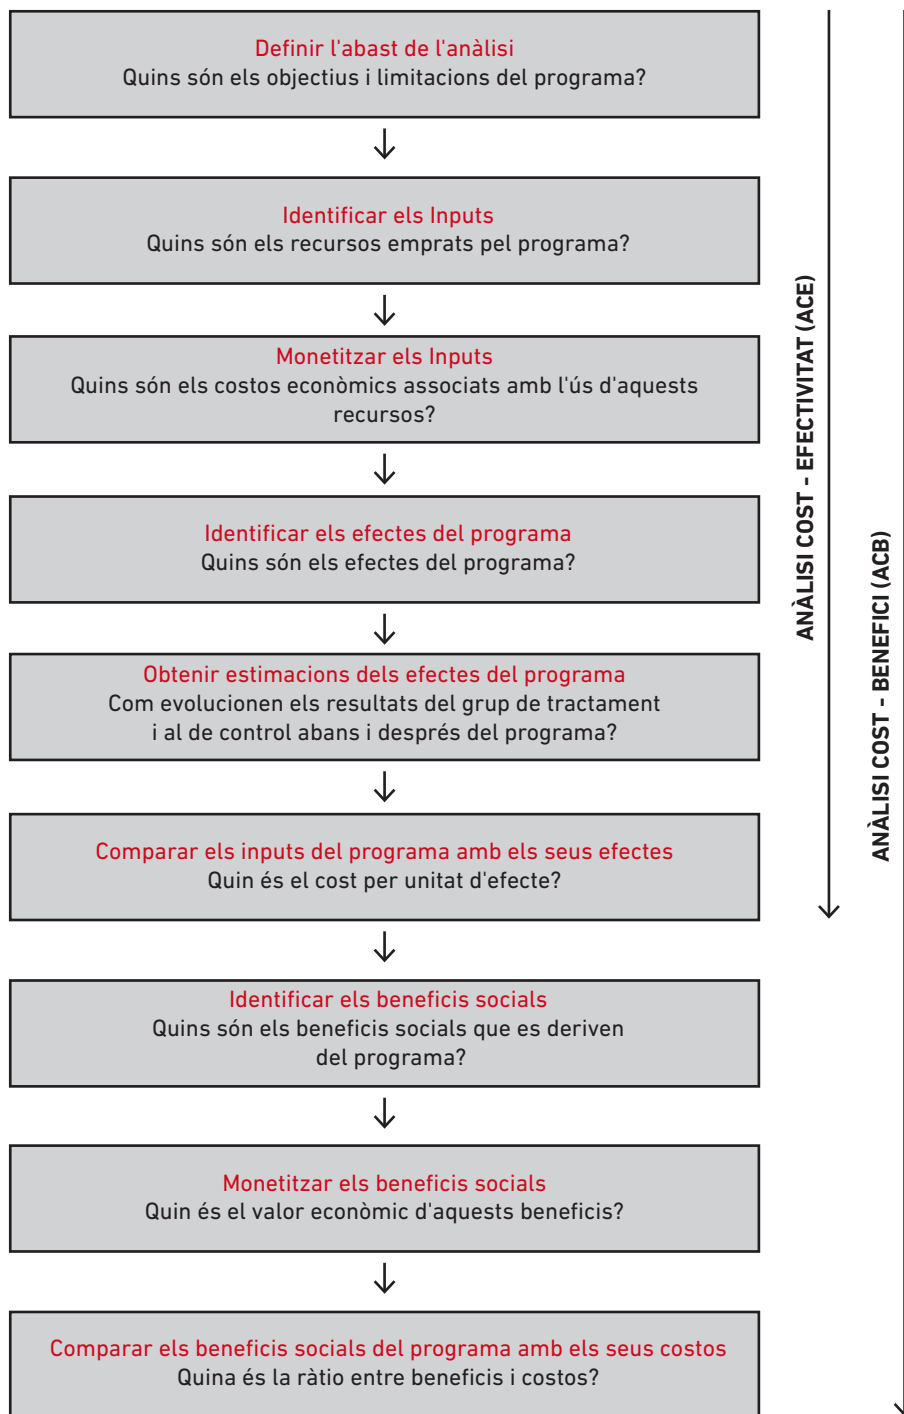 Definir l'abast de l'anàlisi
Quins són els objectius i limitacions del programa?
Identificar els Inputs
Quins són els recursos emprats pel programa?
Monetitzar els Inputs
Quins són els costos econòmics associats amb l'ús d'aquests
recursos?
Identificar els efectes del programa
Quins són els efectes del programa?
Obtenir estimacions dels efectes del programa
Com evolucionen els resultats del grup de tractament
i al de control abans i després del programa?
Comparar els inputs del programa amb els seus efectes
Quin és el cost per unitat d'efecte?
Identificar els beneficis socials
Quins són els beneficis socials que es deriven
del programa?
Monetitzar els beneficis socials
Quin és el valor econòmic d'aquests beneficis?
Comparar els beneficis socials del programa amb els seus costos
Quina és la ràtio entre beneficis i costos?
ANÀLISI COST - EFECTIVITAT (ACE)
ANÀLISI COST - BENEFICI (ACB)